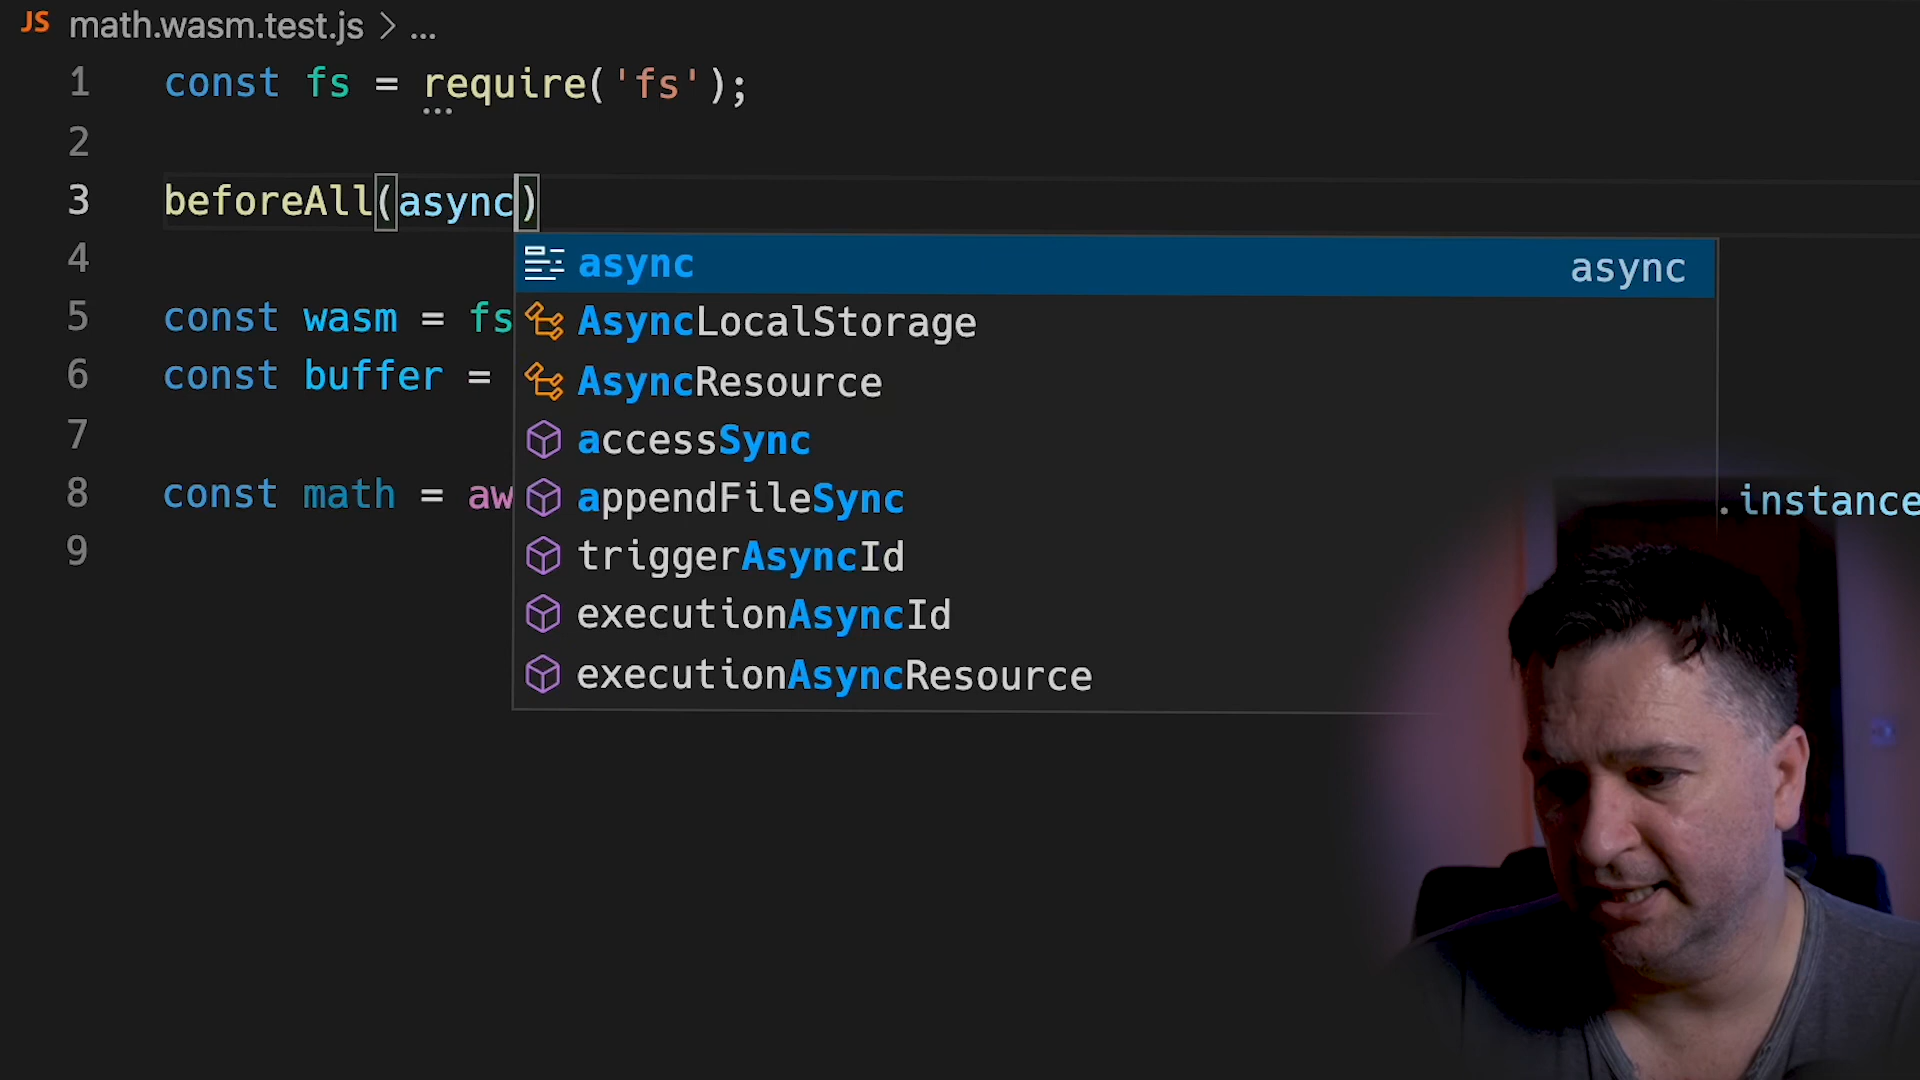 JS math.wasm.test.js > ...
1 const fs = require('fs');
2
3 beforeAll(async)
4
5 const wasm = fs
6 const buffer =
7
8 const math = aw .instance
9
async async
AsyncLocalStorage
AsyncResource
accessSync
appendFileSync
triggerAsyncId
executionAsyncId
executionAsyncResource